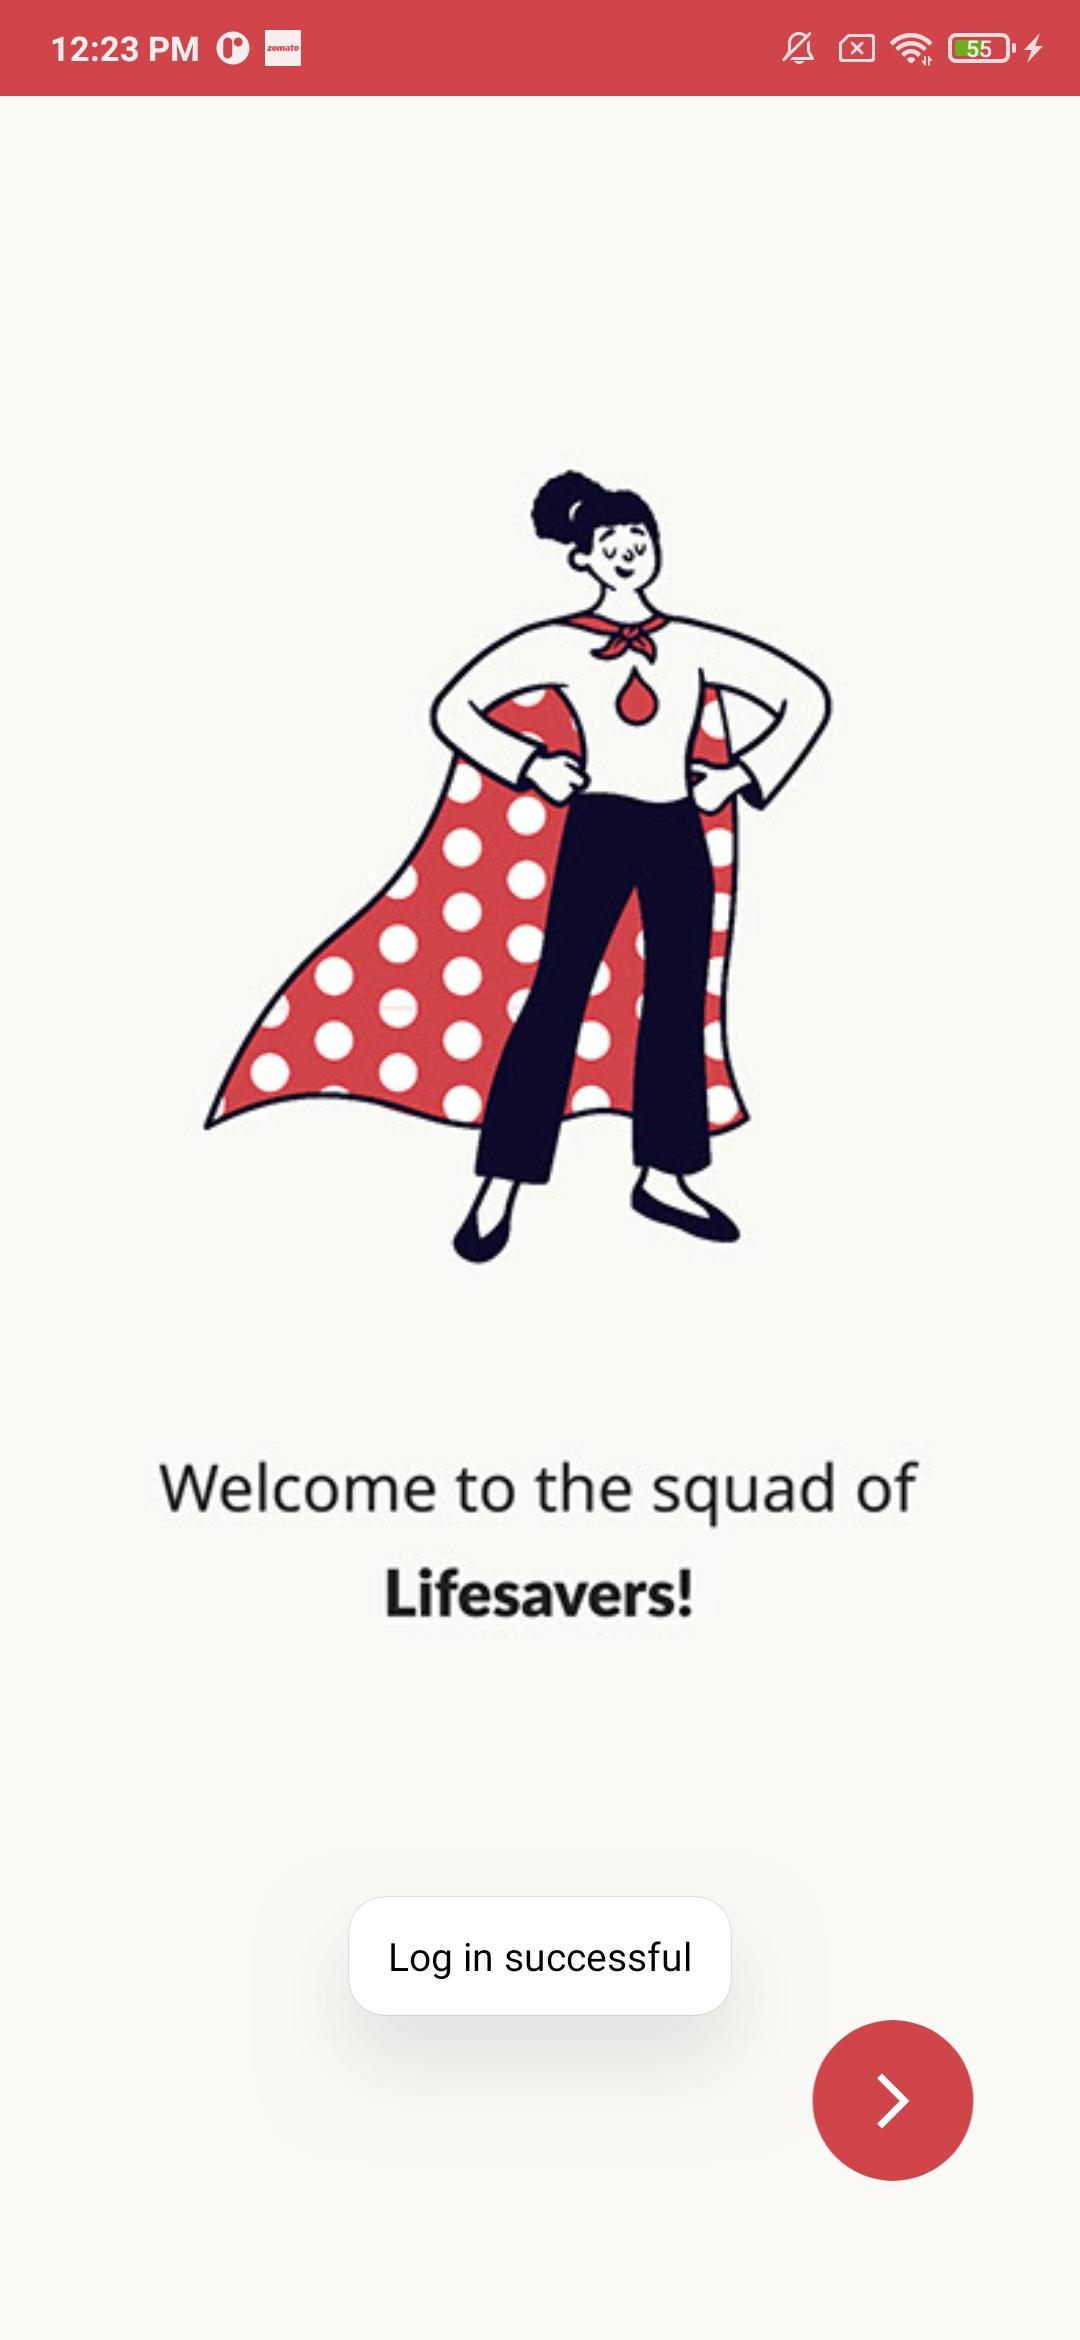 12:23 PM zomato 55
Welcome to the squad of
Lifesavers!
Log in successful